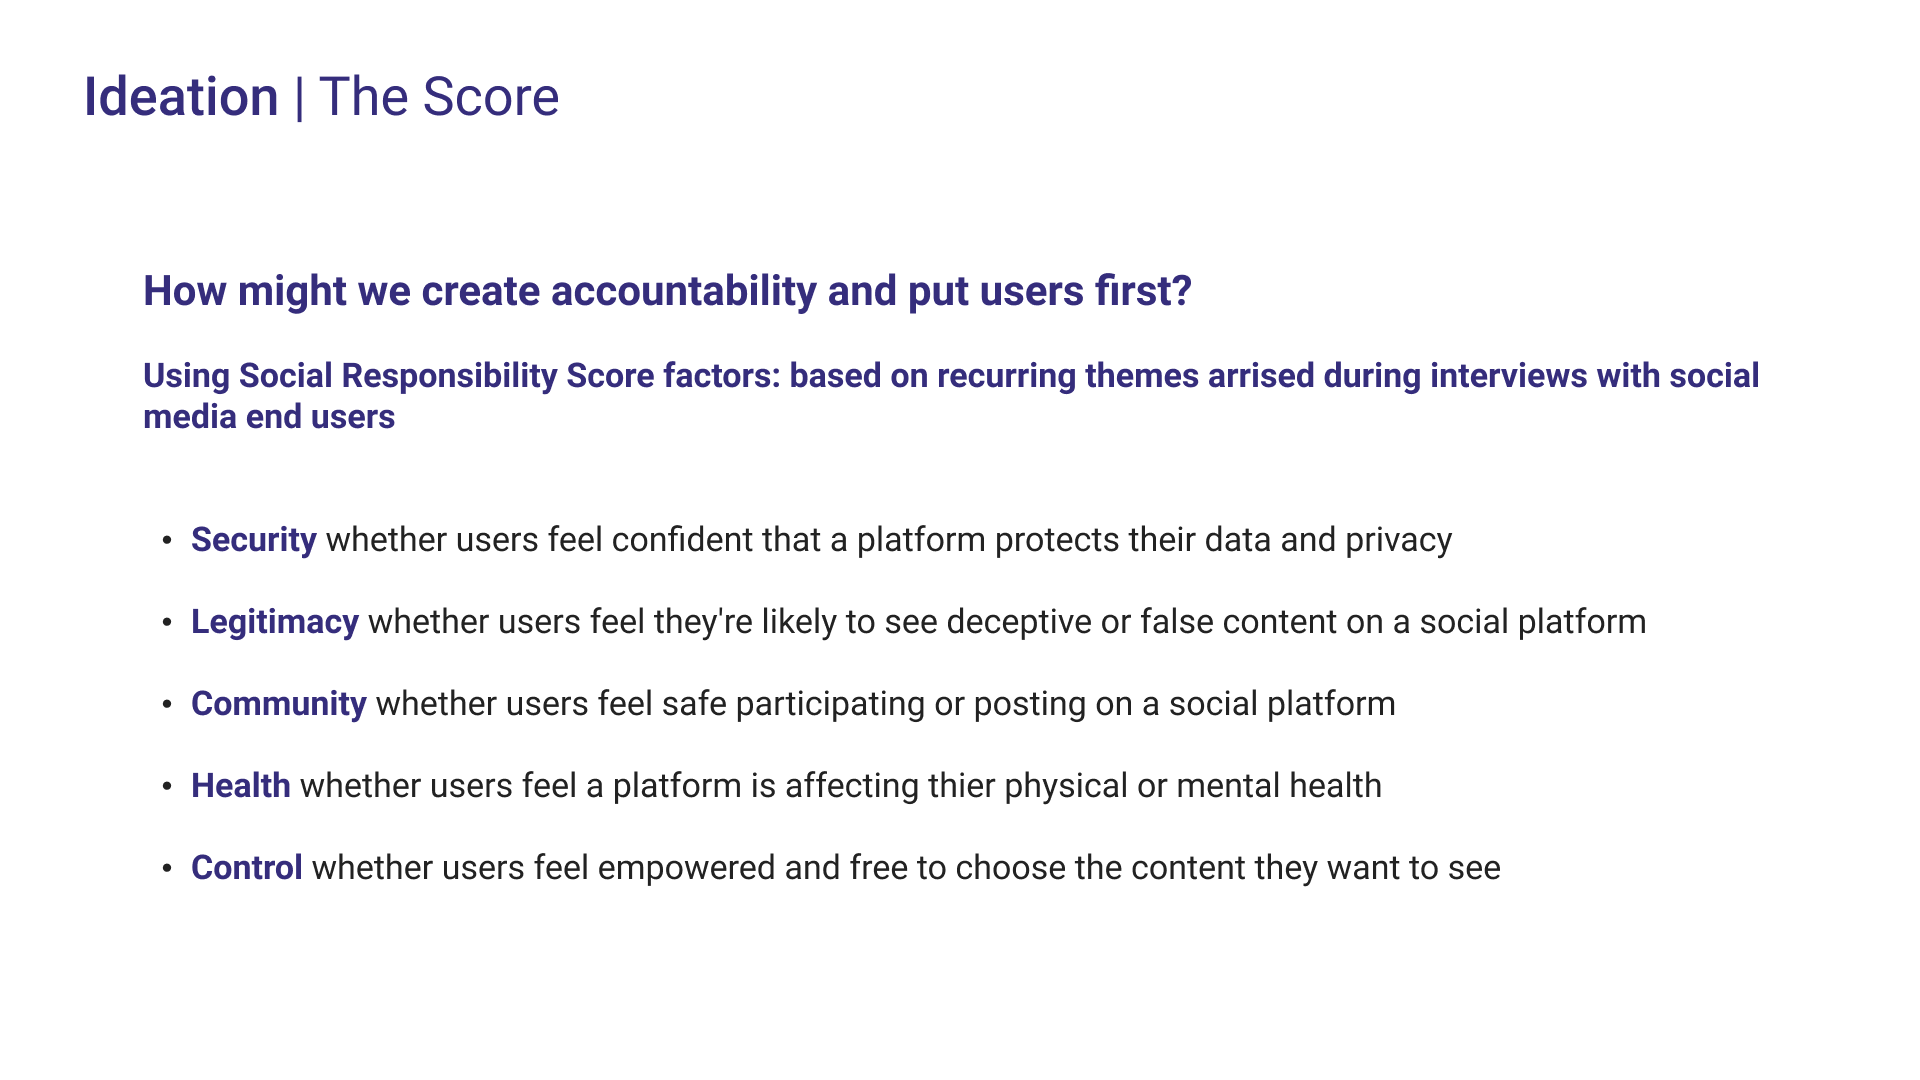 Ideation | The Score
How might we create accountability and put users first?
Using Social Responsibility Score factors: based on recurring themes arrised during interviews with social
media end users
• Security whether users feel confident that a platform protects their data and privacy
• Legitimacy whether users feel they're likely to see deceptive or false content on a social platform
• Community whether users feel safe participating or posting on a social platform
• Health whether users feel a platform is affecting thier physical or mental health
• Control whether users feel empowered and free to choose the content they want to see